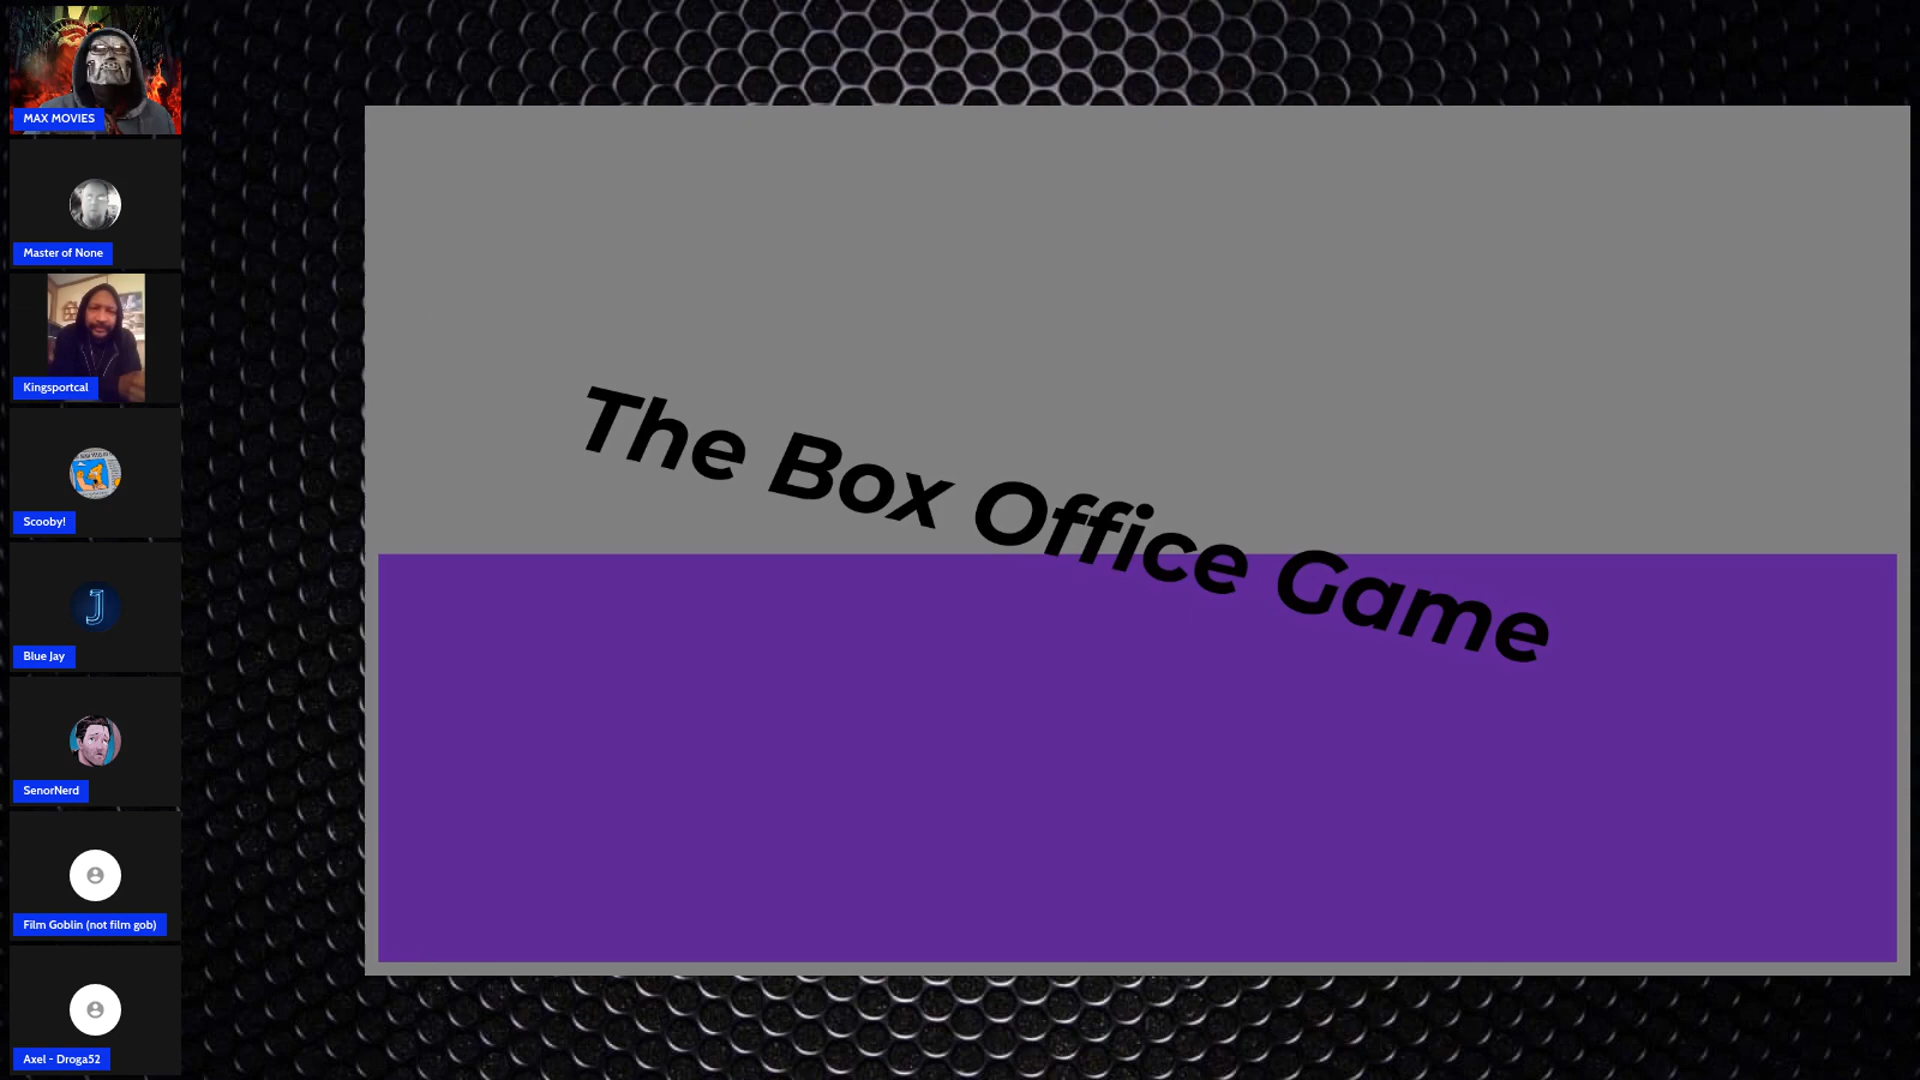 MAX MOVIES
Master of None
Kingsportcal
Scooby!
Blue Jay
SenorNerd
Film Goblin (not film gob)
Axel - Droga52
The Box Office Game
J